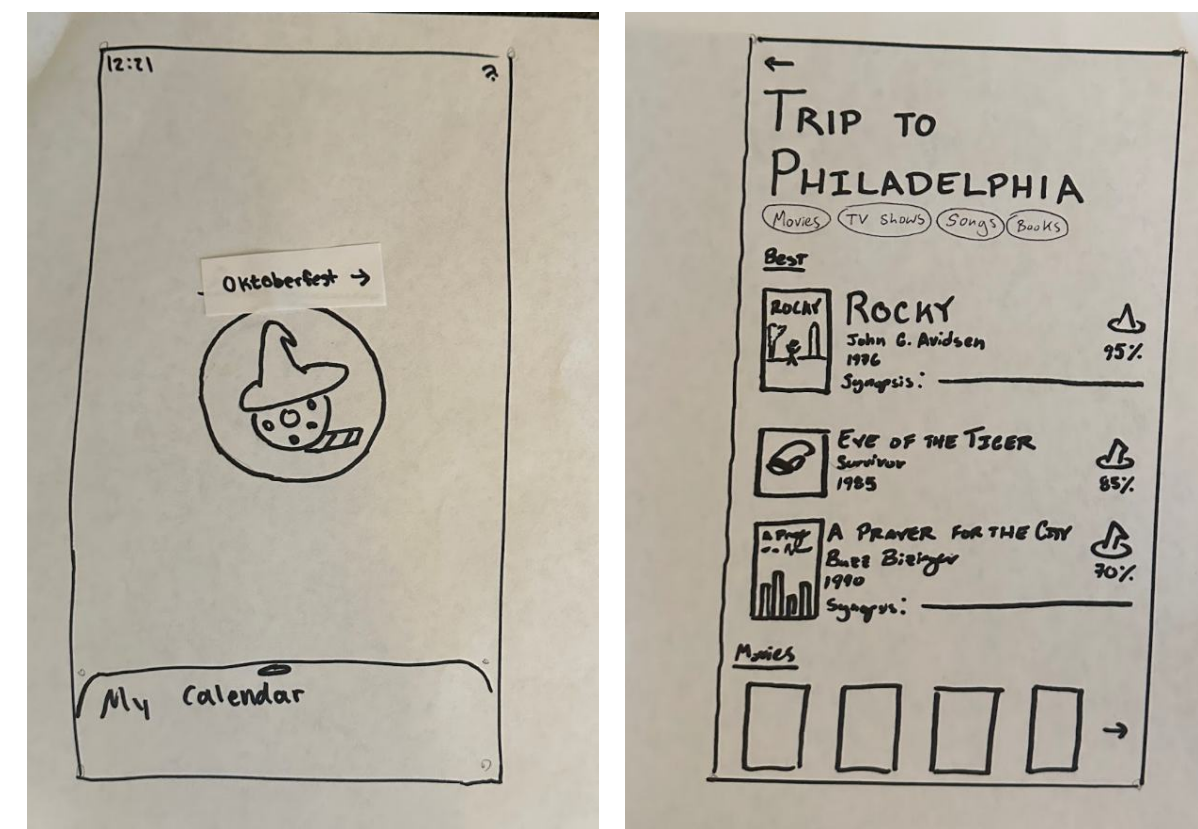 12:21
?
Oktoberfest →
My Calendar
←
TRIP TO
PHILADELPHIA
Movies TV shows Songs Books
Best
ROCKY
ROCKY
John G. Avidsen
1976
95%
Synopsis:
EYE OF THE TIGER
Survivor
1985
85%
A PRAYER FOR THE CITY
Buzz Bizinger
1990
70%
Synopsis:
Movies
→